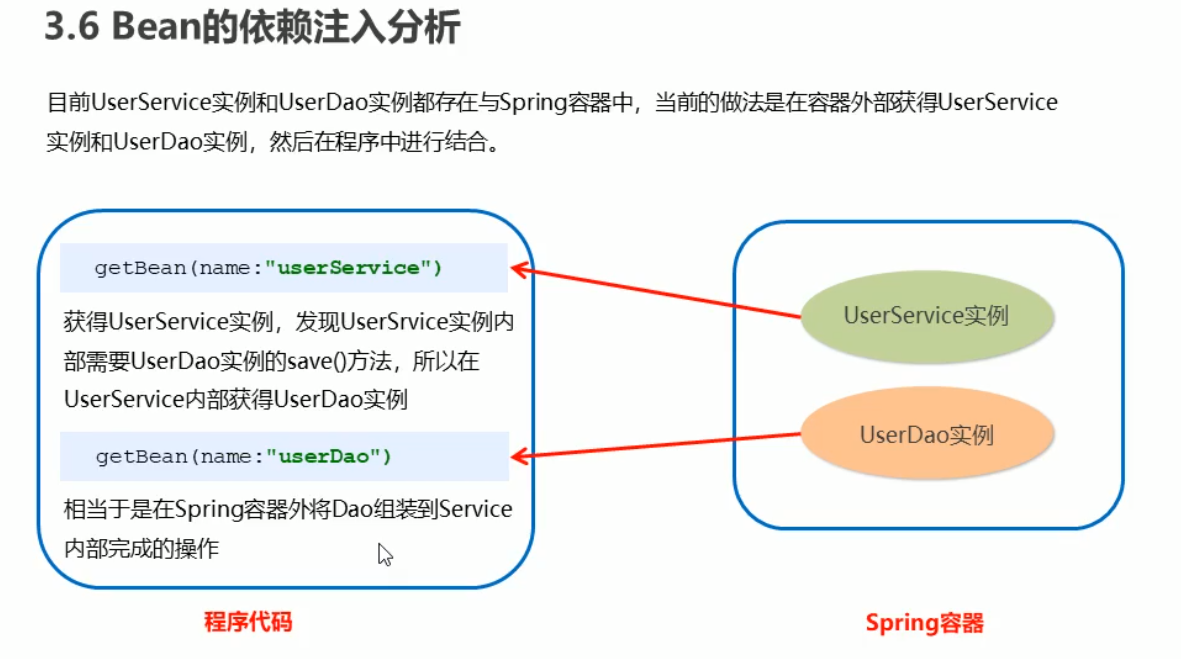 3.6 Bean的依赖注入分析
目前UserService实例和UserDao实例都存在与Spring容器中，当前的做法是在容器外部获得UserService
实例和UserDao实例，然后在程序中进行结合。
getBean(name:"userService")
获得UserService实例，发现UserSrvice实例内
部需要UserDao实例的save()方法，所以在
UserService内部获得UserDao实例
getBean(name:"userDao")
相当于是在Spring容器外将Dao组装到Service
内部完成的操作
程序代码
UserService实例
UserDao实例
Spring容器